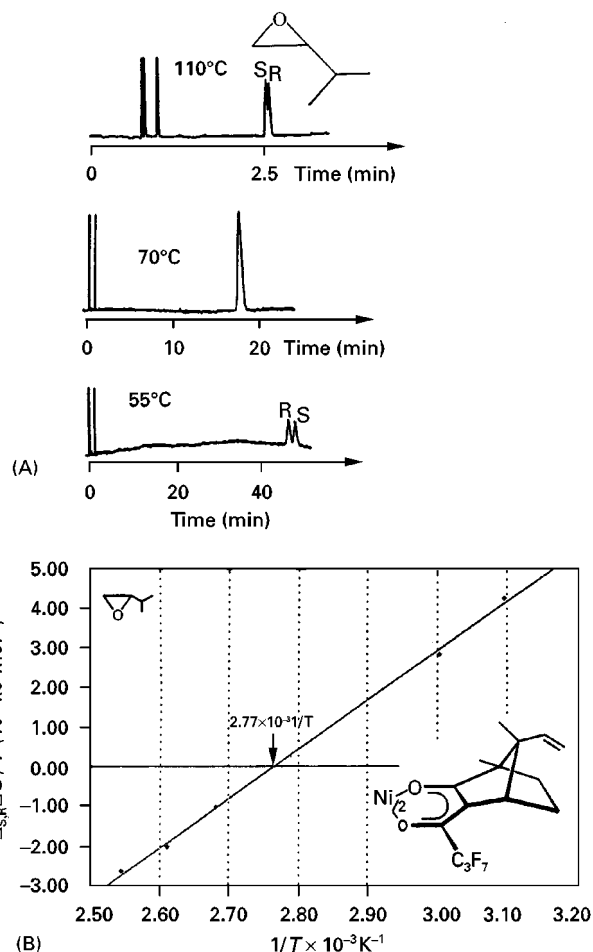 O
110°C
SR
0 2.5 Time (min)
70°C
0 10 20 Time (min)
55°C
R S
(A)
0 20 40
Time (min)
5.00
4.00
3.00
2.00
1.00
0.00
−1.00
−2.00
−3.00
O
2.77×10⁻³1/T
Ni
O
2
O
C₃F₇
2.50 2.60 2.70 2.80 2.90 3.00 3.10 3.20
(B)
1/T × 10⁻³K⁻¹